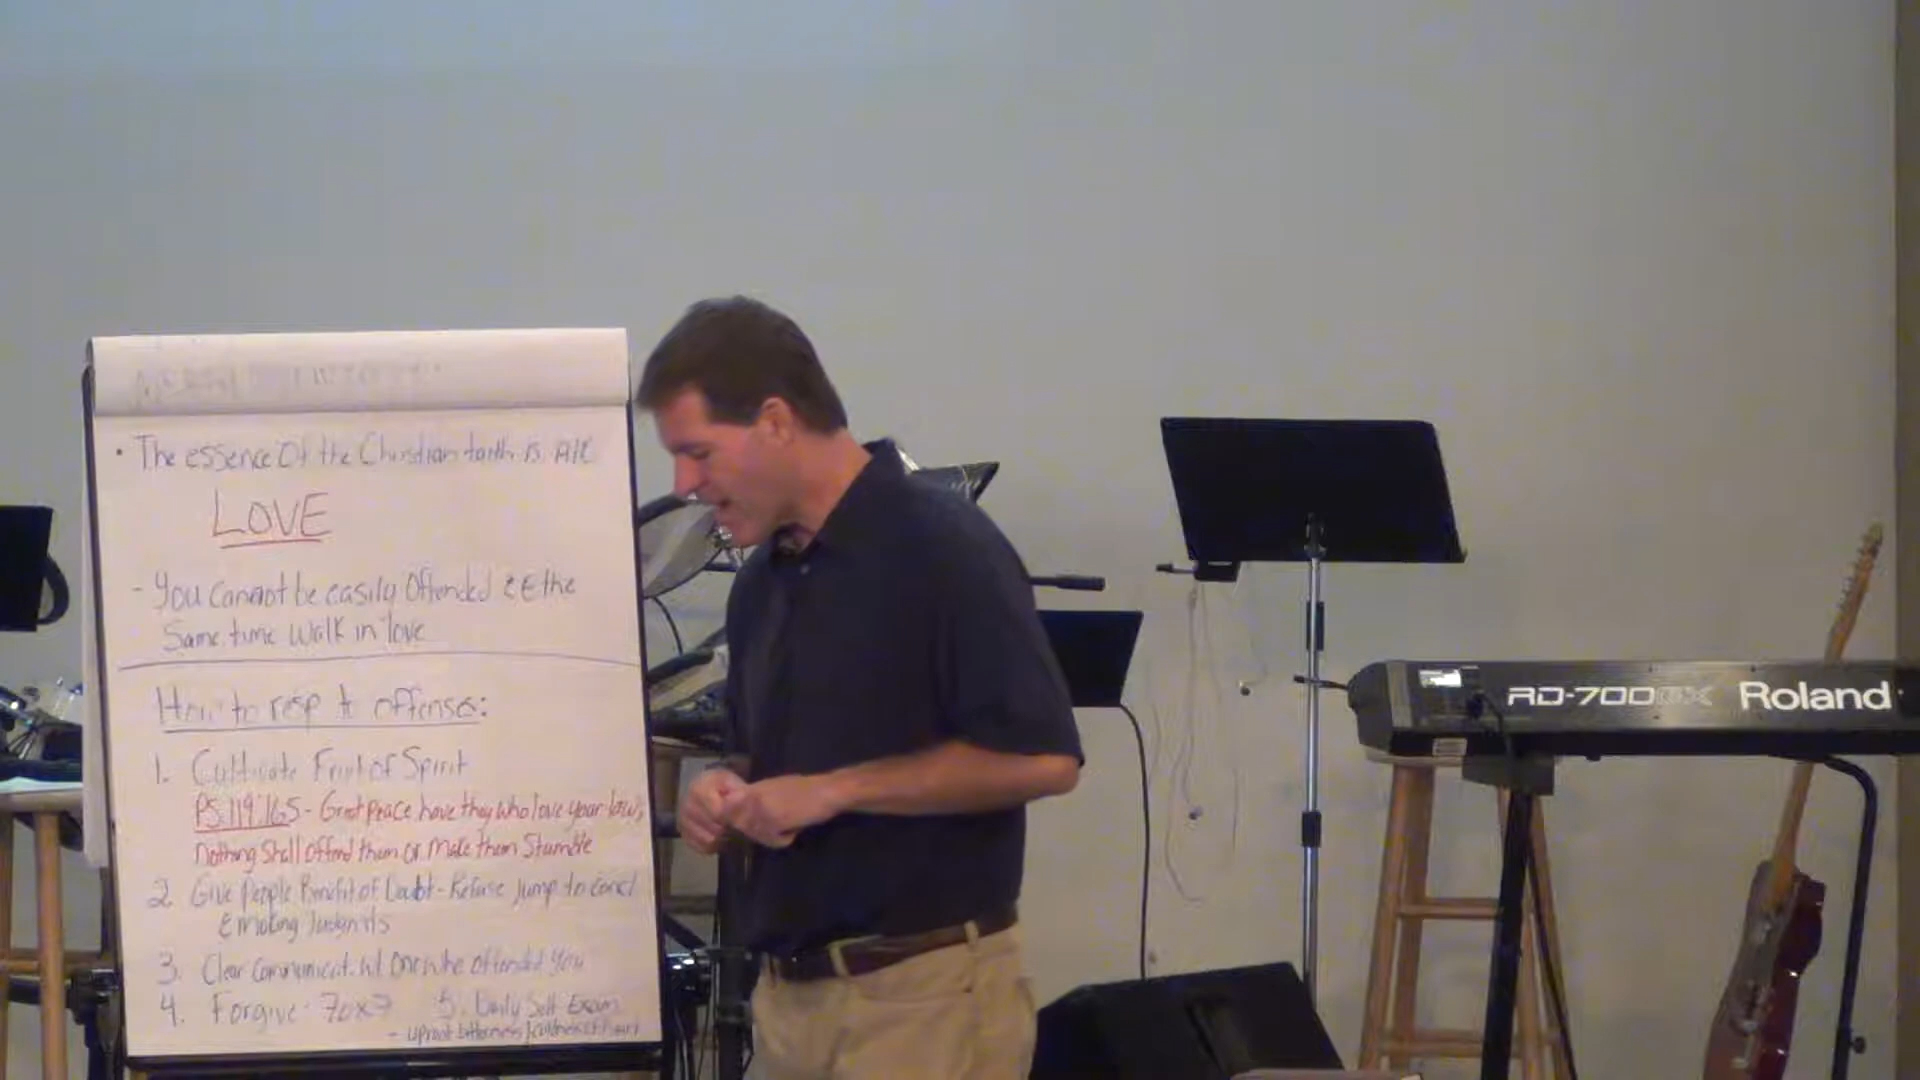 • The essence of the Christian faith is
LOVE
- You Cannot be easily Offended & the
Same time Walk in love
How to resp to offenses:
1. Cultivate Fruit of Spirit
PS. 119:165 - Great peace have they who love your law;
nothing Shall offend them or Make them Stumble
2. Give People Benefit of Doubt - Refuse Jump to concl
& Making Judgmts
3. Clear Communicat. w/ one who offended you
4. Forgive - 70x7 5. Daily Self Exam
- uproot bitterness/
RD-700GX Roland